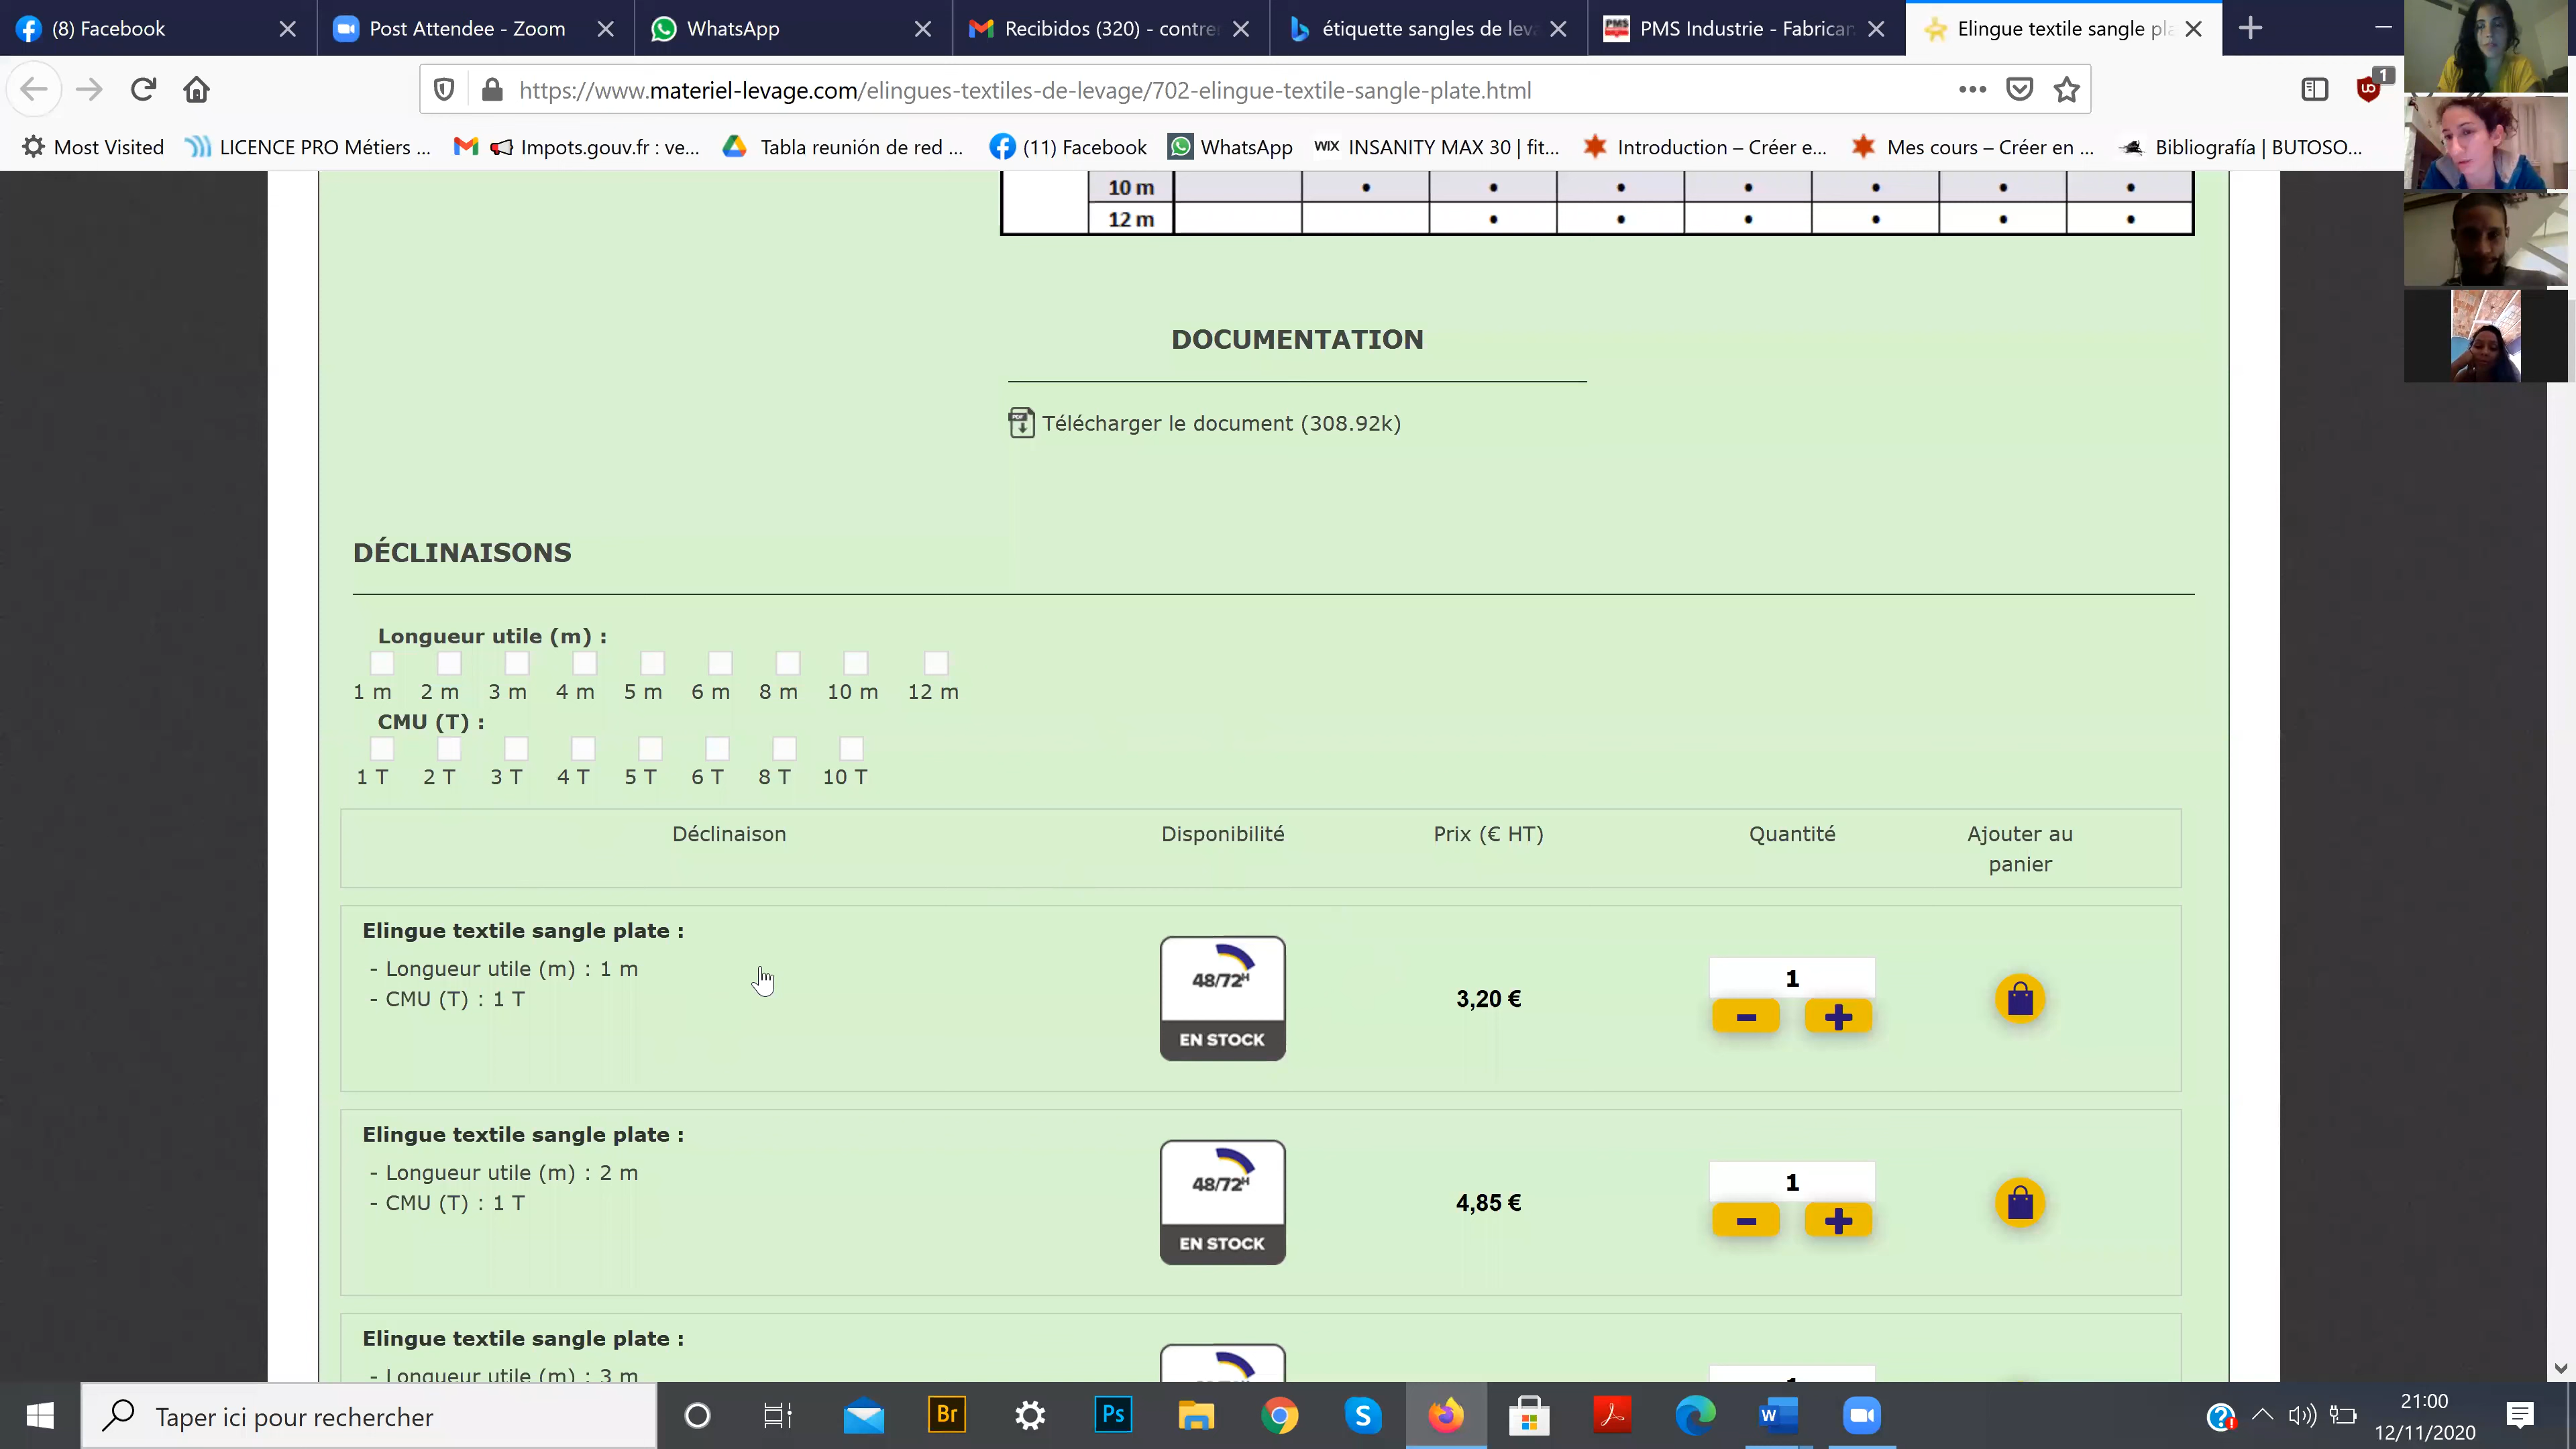 (8) Facebook
Post Attendee - Zoom
WhatsApp
Recibidos (320) - contre
étiquette sangles de lev
PMS Industrie - Fabrican
Elingue textile sangle pla
https://www.materiel-levage.com/elingues-textiles-de-levage/702-elingue-textile-sangle-plate.html
1
Most Visited
LICENCE PRO Métiers ...
Impots.gouv.fr : ve...
Tabla reunión de red ...
(11) Facebook
WhatsApp
WIX INSANITY MAX 30 | fit...
Introduction – Créer e...
Mes cours – Créer en ...
Bibliografía | BUTOSO...
10 m
12 m
DOCUMENTATION
PDF Télécharger le document (308.92k)
DÉCLINAISONS
Longueur utile (m) :
1 m 2 m 3 m 4 m 5 m 6 m 8 m 10 m 12 m
CMU (T) :
1 T 2 T 3 T 4 T 5 T 6 T 8 T 10 T
Déclinaison Disponibilité Prix (€ HT) Quantité Ajouter au
panier
Elingue textile sangle plate :
- Longueur utile (m) : 1 m
- CMU (T) : 1 T
48/72H
EN STOCK
3,20 €
1
- +
Elingue textile sangle plate :
- Longueur utile (m) : 2 m
- CMU (T) : 1 T
48/72H
EN STOCK
4,85 €
1
- +
Elingue textile sangle plate :
- Longueur utile (m) : 3 m
Taper ici pour rechercher
Br
Ps
S
W
21:00
12/11/2020